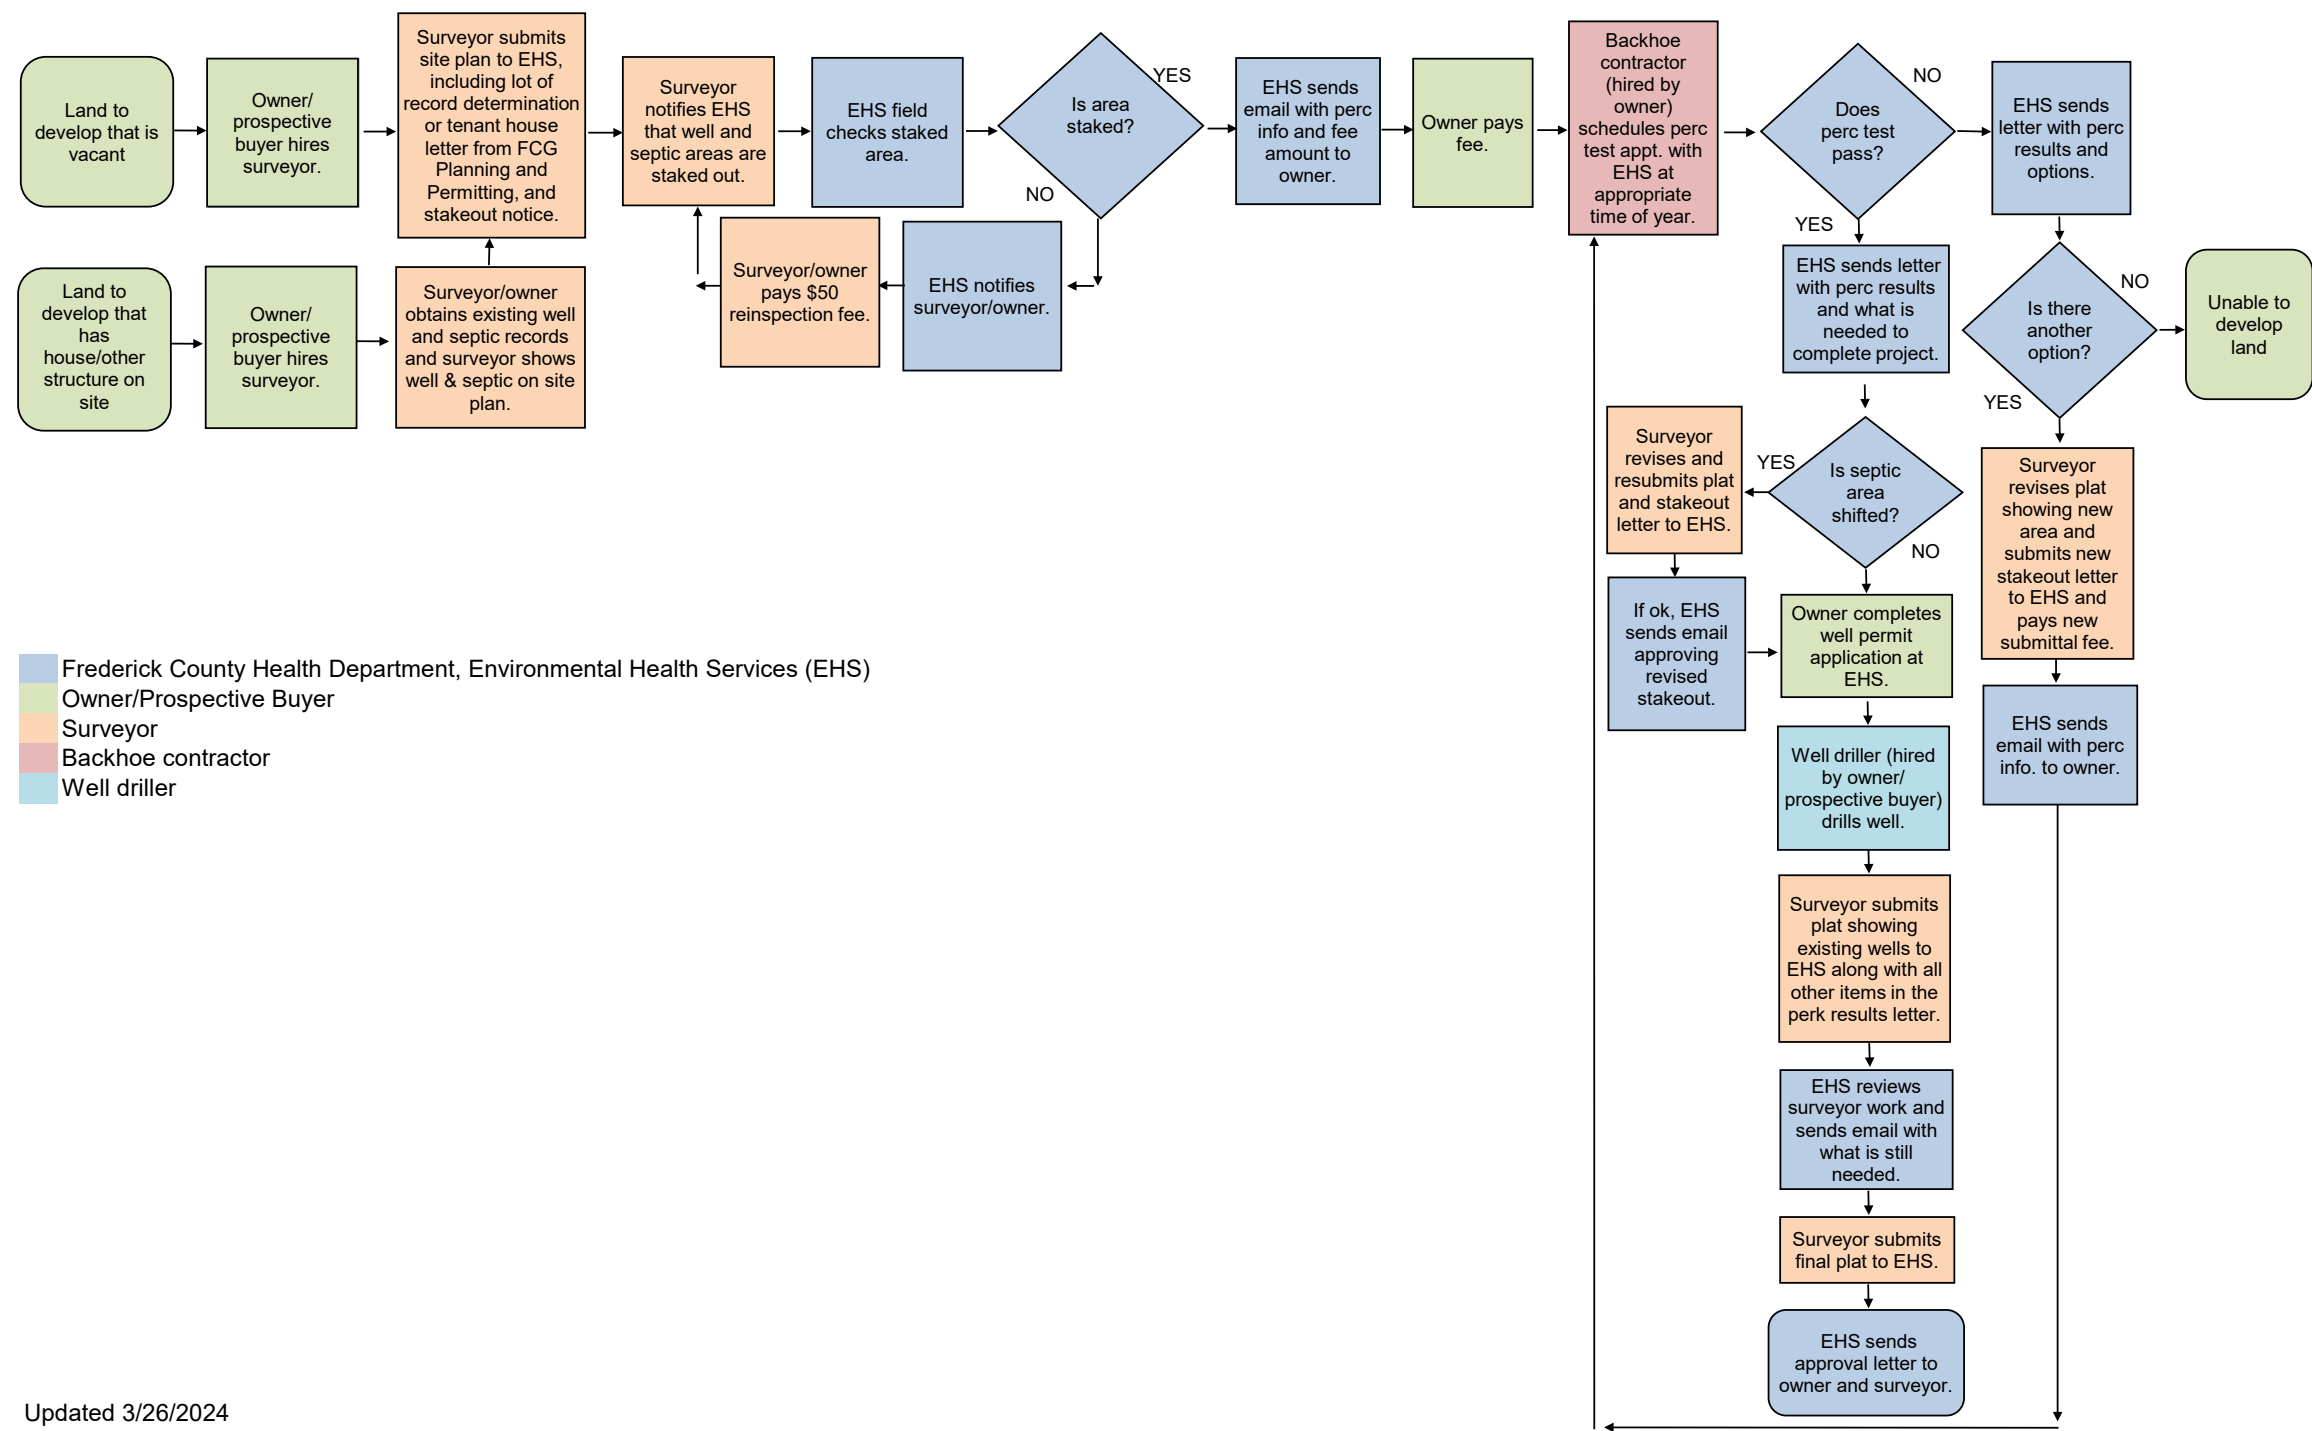 Land to
develop that is
vacant
Owner/
prospective
buyer hires
surveyor.
Surveyor submits
site plan to EHS,
including lot of
record determination
or tenant house
letter from FCG
Planning and
Permitting, and
stakeout notice.
Surveyor
notifies EHS
that well and
septic areas are
staked out.
EHS field
checks staked
area.
Is area
staked?
YES
NO
EHS sends
email with perc
info and fee
amount to
owner.
Owner pays
fee.
Backhoe
contractor
(hired by
owner)
schedules perc
test appt. with
EHS at
appropriate
time of year.
Does
perc test
pass?
NO
YES
EHS sends
letter with perc
results and
options.
Land to
develop that
has
house/other
structure on
site
Owner/
prospective
buyer hires
surveyor.
Surveyor/owner
obtains existing well
and septic records
and surveyor shows
well & septic on site
plan.
Surveyor/owner
pays $50
reinspection fee.
EHS notifies
surveyor/owner.
EHS sends letter
with perc results
and what is
needed to
complete project.
Is there
another
option?
NO
YES
Unable to
develop
land
Surveyor
revises and
resubmits plat
and stakeout
letter to EHS.
YES
Is septic
area
shifted?
NO
Surveyor
revises plat
showing new
area and
submits new
stakeout letter
to EHS and
pays new
submittal fee.
If ok, EHS
sends email
approving
revised
stakeout.
Owner completes
well permit
application at
EHS.
EHS sends
email with perc
info. to owner.
Well driller (hired
by owner/
prospective buyer)
drills well.
Surveyor submits
plat showing
existing wells to
EHS along with all
other items in the
perk results letter.
EHS reviews
surveyor work and
sends email with
what is still
needed.
Surveyor submits
final plat to EHS.
EHS sends
approval letter to
owner and surveyor.
Frederick County Health Department, Environmental Health Services (EHS)
Owner/Prospective Buyer
Surveyor
Backhoe contractor
Well driller
Updated 3/26/2024